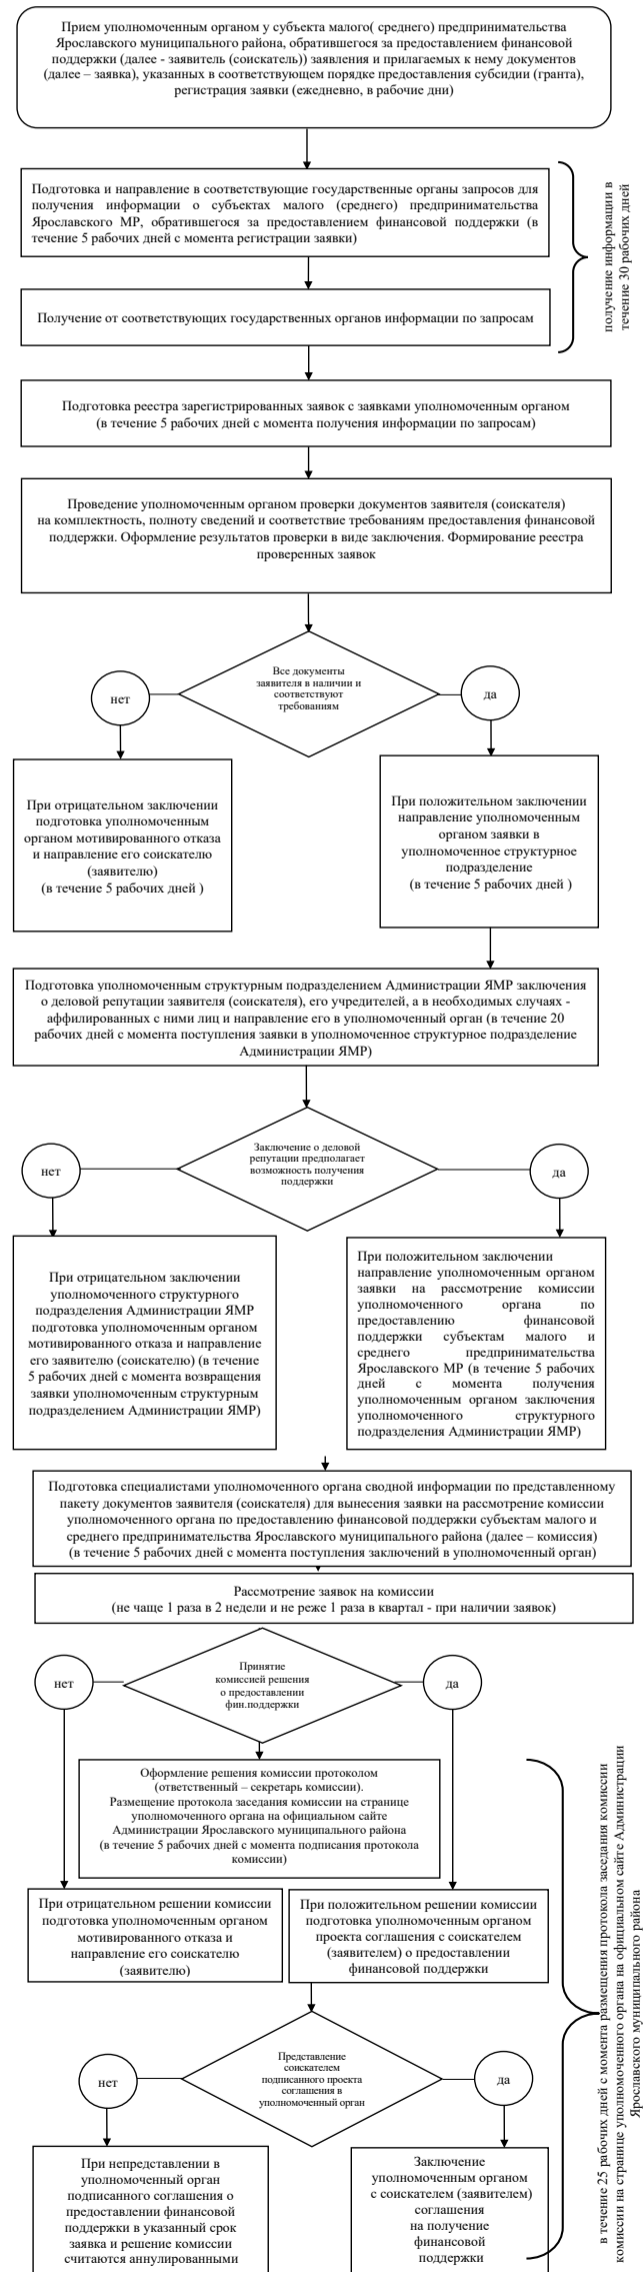 Прием уполномоченным органом у субъекта малого( среднего) предпринимательства
Ярославского муниципального района, обратившегося за предоставлением финансовой
поддержки (далее - заявитель (соискатель)) заявления и прилагаемых к нему документов
(далее – заявка), указанных в соответствующем порядке предоставления субсидии (гранта),
регистрация заявки (ежедневно, в рабочие дни)
Подготовка и направление в соответствующие государственные органы запросов для
получения информации о субъектах малого (среднего) предпринимательства
Ярославского МР, обратившегося за предоставлением финансовой поддержки (в
течение 5 рабочих дней с момента регистрации заявки)
получение информации в
течение 30 рабочих дней
Получение от соответствующих государственных органов информации по запросам
Подготовка реестра зарегистрированных заявок с заявками уполномоченным органом
(в течение 5 рабочих дней с момента получения информации по запросам)
Проведение уполномоченным органом проверки документов заявителя (соискателя)
на комплектность, полноту сведений и соответствие требованиям предоставления финансовой
поддержки. Оформление результатов проверки в виде заключения. Формирование реестра
проверенных заявок
Все документы
заявителя в наличии и
соответствуют
требованиям
нет
да
При отрицательном заключении
подготовка уполномоченным
органом мотивированного отказа
и направление его соискателю
(заявителю)
(в течение 5 рабочих дней )
При положительном заключении
направление уполномоченным
органом заявки в
уполномоченное структурное
подразделение
(в течение 5 рабочих дней )
Подготовка уполномоченным структурным подразделением Администрации ЯМР заключения
о деловой репутации заявителя (соискателя), его учредителей, а в необходимых случаях -
аффилированных с ними лиц и направление его в уполномоченный орган (в течение 20
рабочих дней с момента поступления заявки в уполномоченное структурное подразделение
Администрации ЯМР)
Заключение о деловой
репутации предполагает
возможность получения
поддержки
нет
да
При отрицательном заключении
уполномоченного структурного
подразделения Администрации ЯМР
подготовка уполномоченным органом
мотивированного отказа и направление
его заявителю (соискателю) (в течение
5 рабочих дней с момента возвращения
заявки уполномоченным структурным
подразделением Администрации ЯМР)
При положительном заключении
направление уполномоченным органом
заявки на рассмотрение комиссии
уполномоченного органа по
предоставлению финансовой
поддержки субъектам малого и
среднего предпринимательства
Ярославского МР (в течение 5 рабочих
дней с момента получения
уполномоченным органом заключения
уполномоченного структурного
подразделения Администрации ЯМР)
Подготовка специалистами уполномоченного органа сводной информации по представленному
пакету документов заявителя (соискателя) для вынесения заявки на рассмотрение комиссии
уполномоченного органа по предоставлению финансовой поддержки субъектам малого и
среднего предпринимательства Ярославского муниципального района (далее – комиссия)
(в течение 5 рабочих дней с момента поступления заключений в уполномоченный орган)
Рассмотрение заявок на комиссии
(не чаще 1 раза в 2 недели и не реже 1 раза в квартал - при наличии заявок)
Принятие
комиссией решения
о предоставлении
фин.поддержки
нет
да
Оформление решения комиссии протоколом
(ответственный – секретарь комиссии).
Размещение протокола заседания комиссии на странице
уполномоченного органа на официальном сайте
Администрации Ярославского муниципального района
(в течение 5 рабочих дней с момента подписания протокола
комиссии)
При отрицательном решении комиссии
подготовка уполномоченным органом
мотивированного отказа и
направление его соискателю
(заявителю)
При положительном решении комиссии
подготовка уполномоченным органом
проекта соглашения с соискателем
(заявителем) о предоставлении
финансовой поддержки
Представление
соискателем
подписанного проекта
соглашения в
уполномоченный орган
нет
да
При непредставлении в
уполномоченный орган
подписанного соглашения о
предоставлении финансовой
поддержки в указанный срок
заявка и решение комиссии
считаются аннулированными
Заключение
уполномоченным органом
с соискателем (заявителем)
соглашения
на получение
финансовой
поддержки
в течение 25 рабочих дней с момента размещения протокола заседания комиссии
комиссии на странице уполномоченного органа на официальном сайте Администрации
Ярославского муниципального района